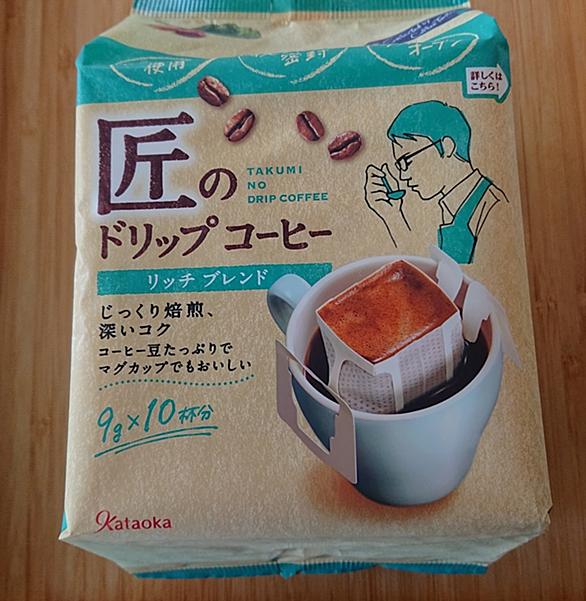 使用
密封
オープン
詳しくは
こちら!
匠の
TAKUMI
NO
DRIP COFFEE
ドリップ コーヒー
リッチ ブレンド
じっくり焙煎、
深いコク
コーヒー豆たっぷりで
マグカップでもおいしい
9g×10杯分
Kataoka